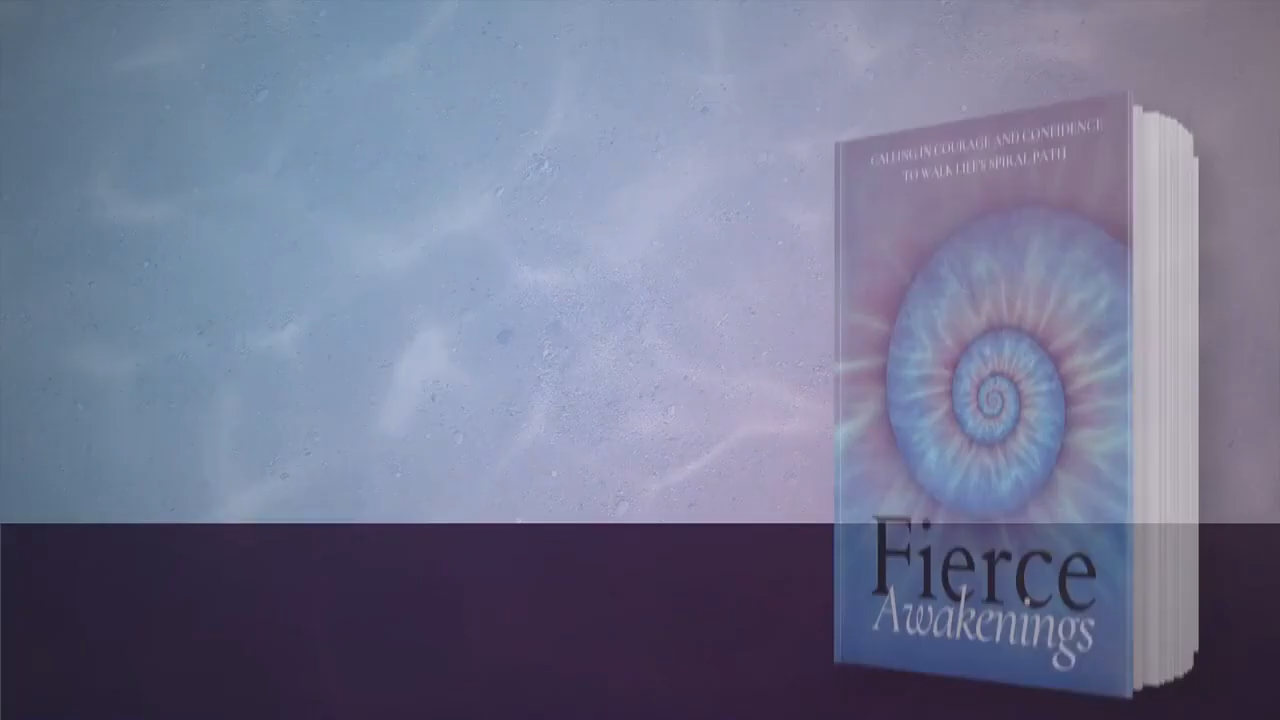 CALLING IN COURAGE AND CONFIDENCE
TO WALK LIFE'S SPIRAL PATH
Fierce
Awakenings